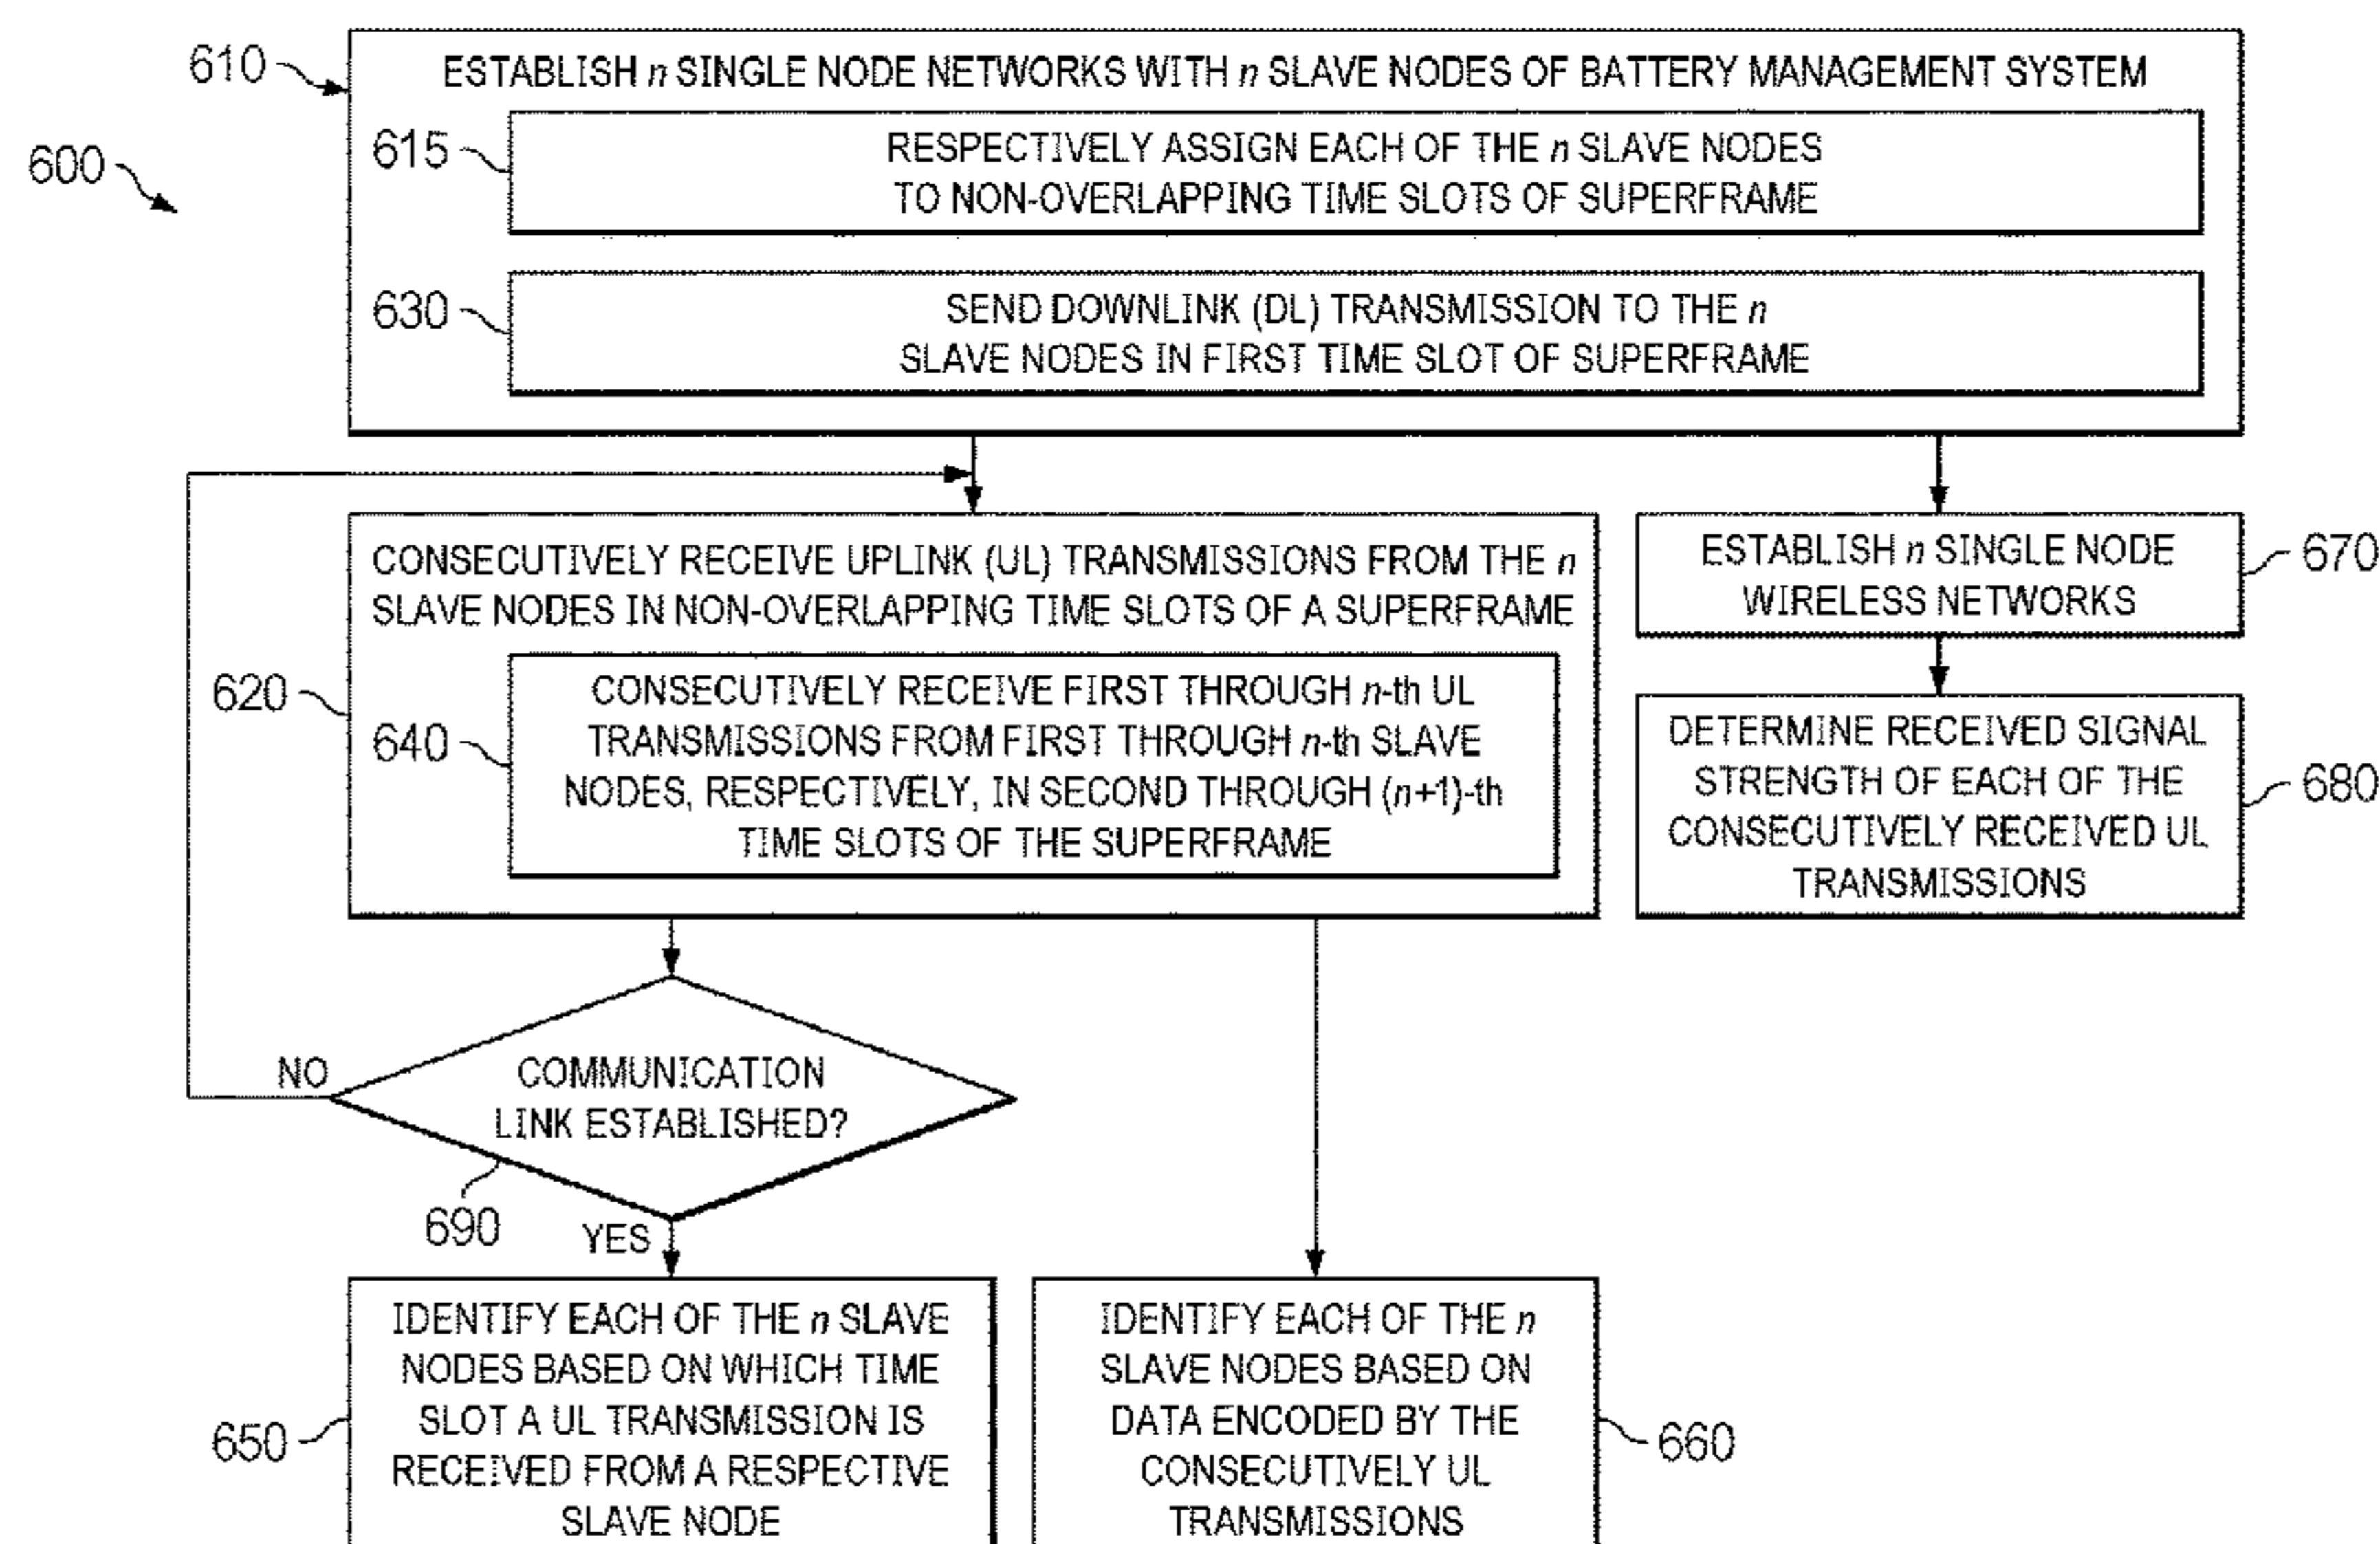 610
ESTABLISH n SINGLE NODE NETWORKS WITH n SLAVE NODES OF BATTERY MANAGEMENT SYSTEM
600
615
RESPECTIVELY ASSIGN EACH OF THE n SLAVE NODES
TO NON-OVERLAPPING TIME SLOTS OF SUPERFRAME
630
SEND DOWNLINK (DL) TRANSMISSION TO THE n
SLAVE NODES IN FIRST TIME SLOT OF SUPERFRAME
CONSECUTIVELY RECEIVE UPLINK (UL) TRANSMISSIONS FROM THE n
SLAVE NODES IN NON-OVERLAPPING TIME SLOTS OF A SUPERFRAME
620
640
CONSECUTIVELY RECEIVE FIRST THROUGH n-th UL
TRANSMISSIONS FROM FIRST THROUGH n-th SLAVE
NODES, RESPECTIVELY, IN SECOND THROUGH (n+1)-th
TIME SLOTS OF THE SUPERFRAME
ESTABLISH n SINGLE NODE
WIRELESS NETWORKS
670
DETERMINE RECEIVED SIGNAL
STRENGTH OF EACH OF THE
CONSECUTIVELY RECEIVED UL
TRANSMISSIONS
680
NO
COMMUNICATION
LINK ESTABLISHED?
690
YES
650
IDENTIFY EACH OF THE n SLAVE
NODES BASED ON WHICH TIME
SLOT A UL TRANSMISSION IS
RECEIVED FROM A RESPECTIVE
SLAVE NODE
IDENTIFY EACH OF THE n
SLAVE NODES BASED ON
DATA ENCODED BY THE
CONSECUTIVELY UL
TRANSMISSIONS
660